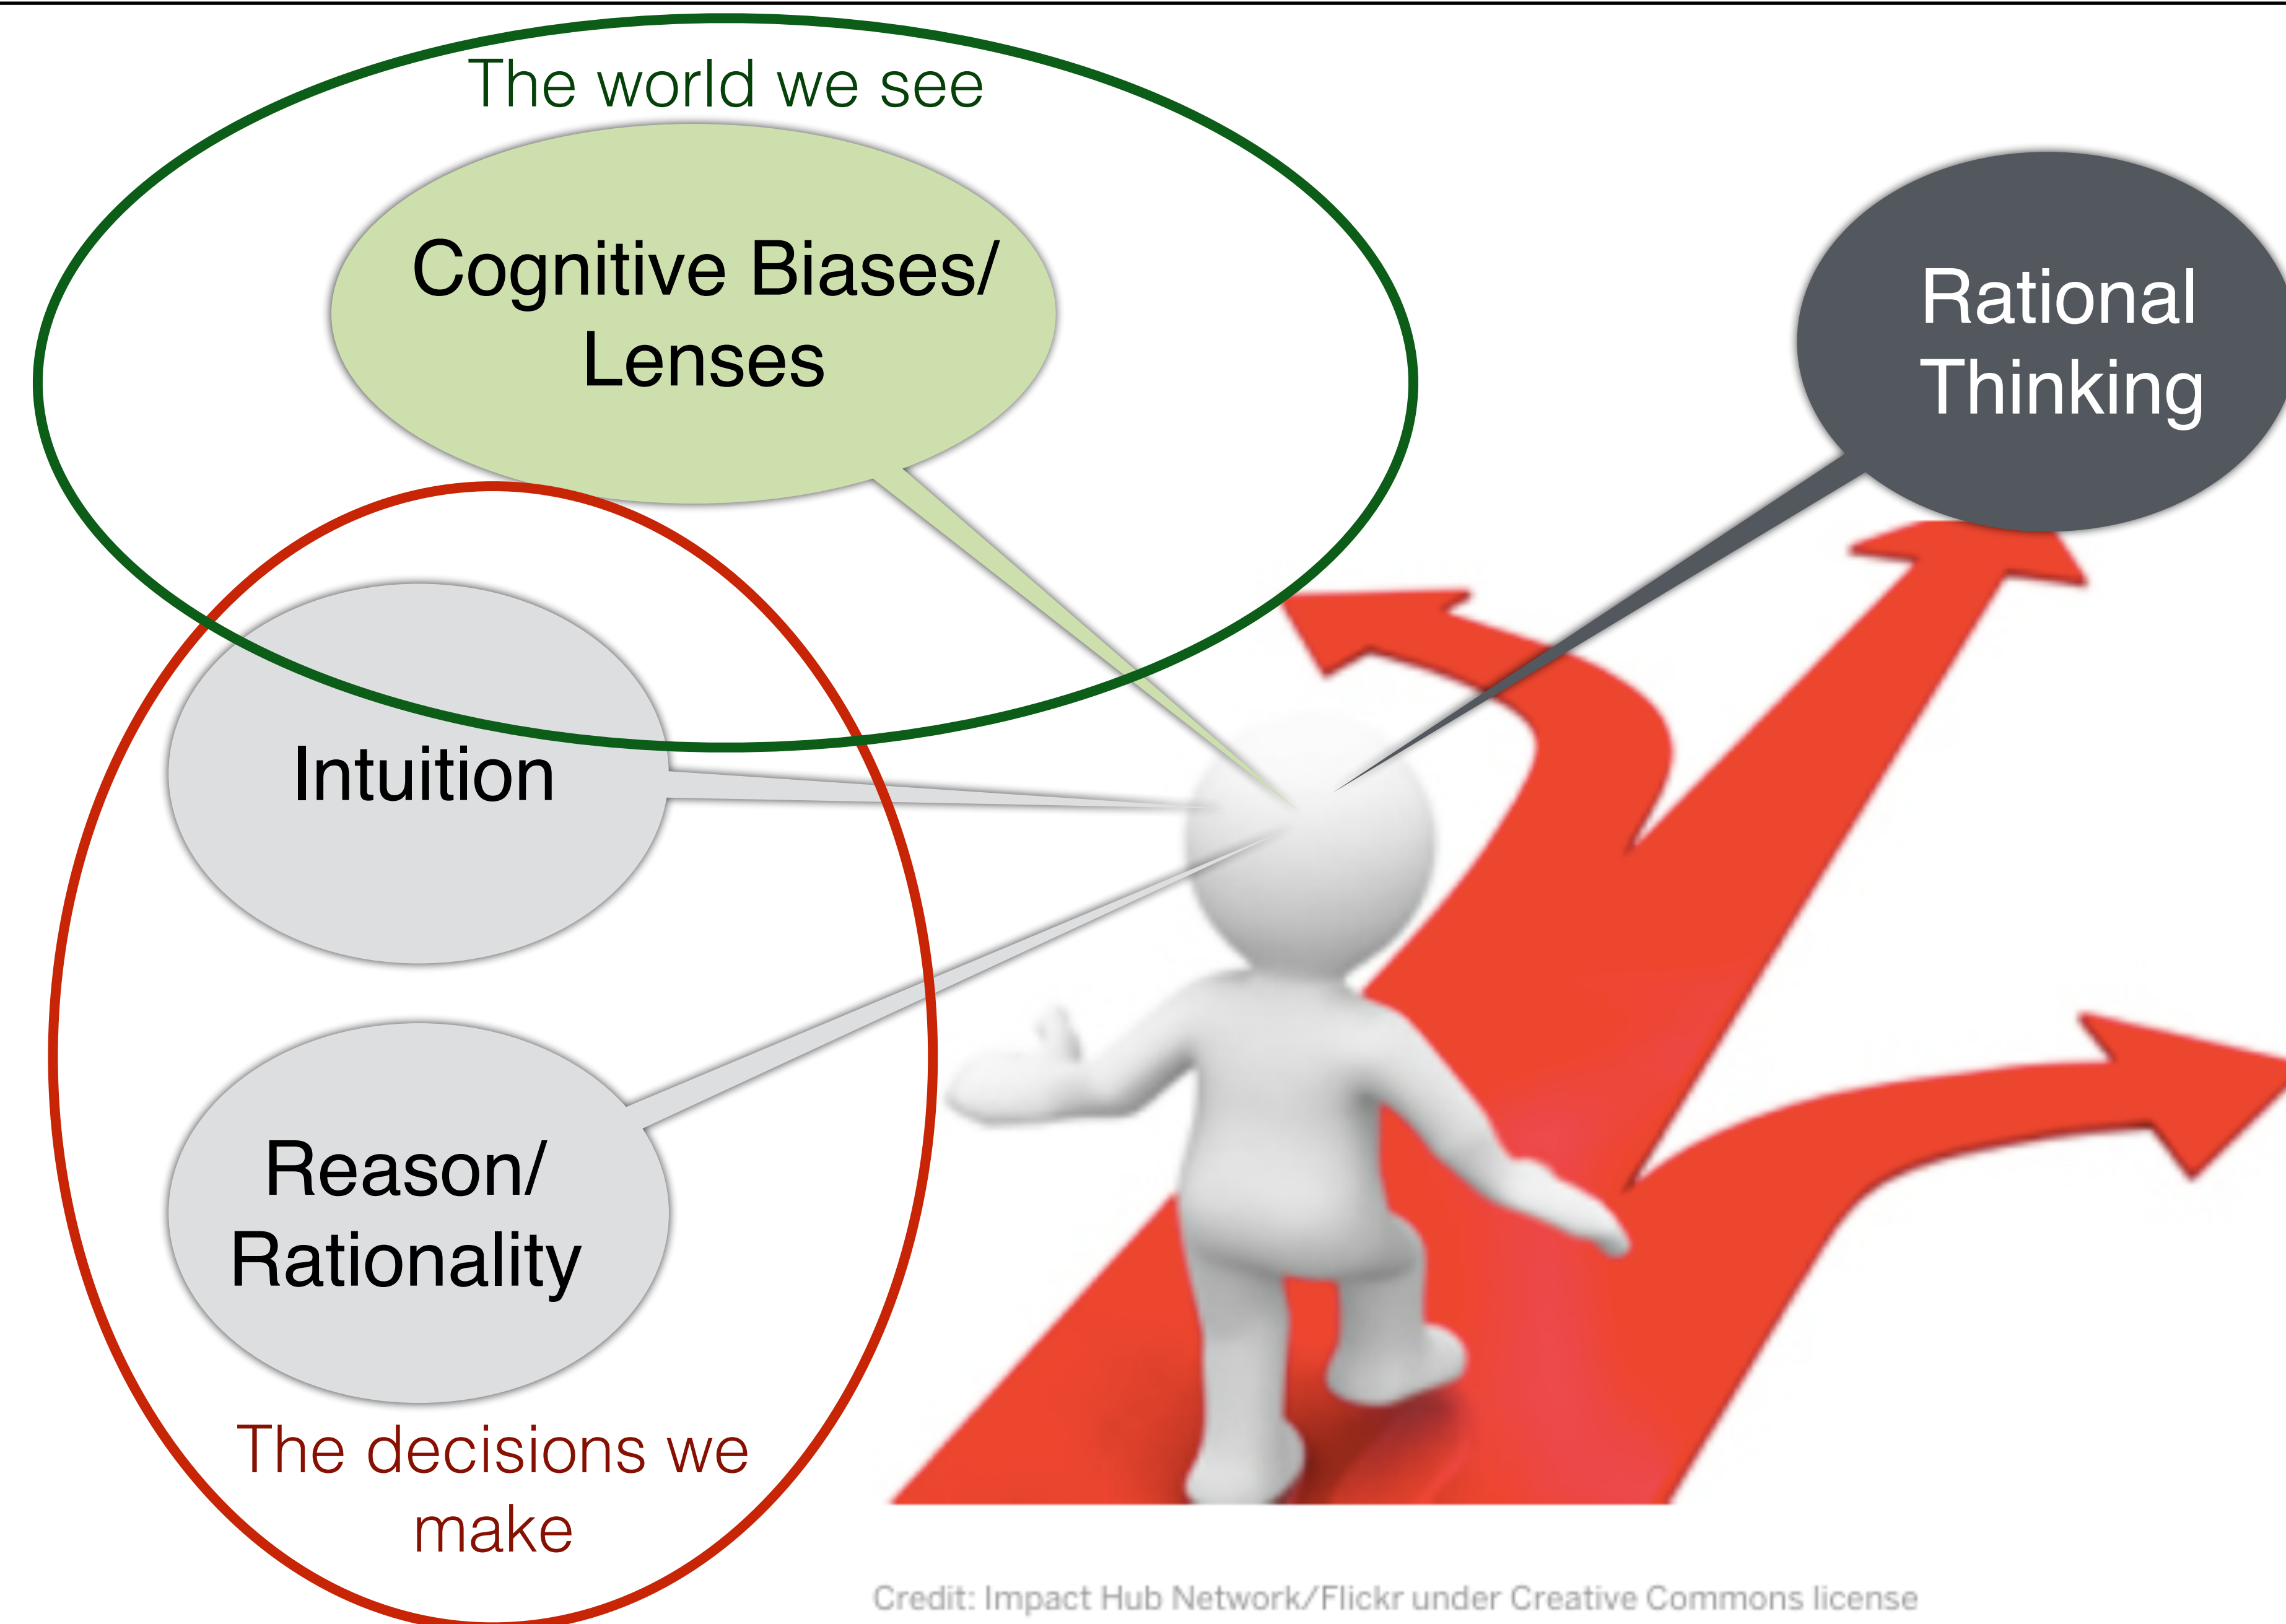 The world we see
Cognitive Biases/
Lenses
Rational
Thinking
Intuition
Reason/
Rationality
The decisions we
make
Credit: Impact Hub Network/Flickr under Creative Commons license